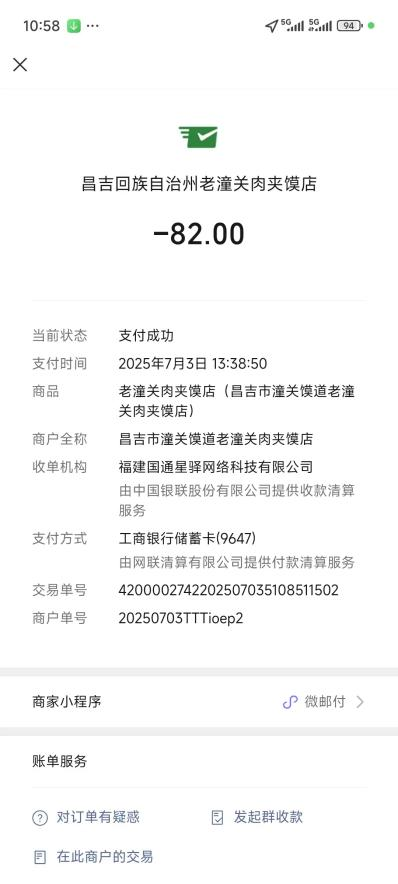 10:58
5G 5G 94
昌吉回族自治州老潼关肉夹馍店
-82.00
当前状态 支付成功
支付时间 2025年7月3日 13:38:50
商品 老潼关肉夹馍店（昌吉市潼关馍道老潼
关肉夹馍店）
商户全称 昌吉市潼关馍道老潼关肉夹馍店
收单机构 福建国通星驿网络科技有限公司
由中国银联股份有限公司提供收款清算
服务
支付方式 工商银行储蓄卡(9647)
由网联清算有限公司提供付款清算服务
交易单号 4200002742202507035108511502
商户单号 20250703TTTioep2
商家小程序 微邮付
账单服务
对订单有疑惑 发起群收款
在此商户的交易